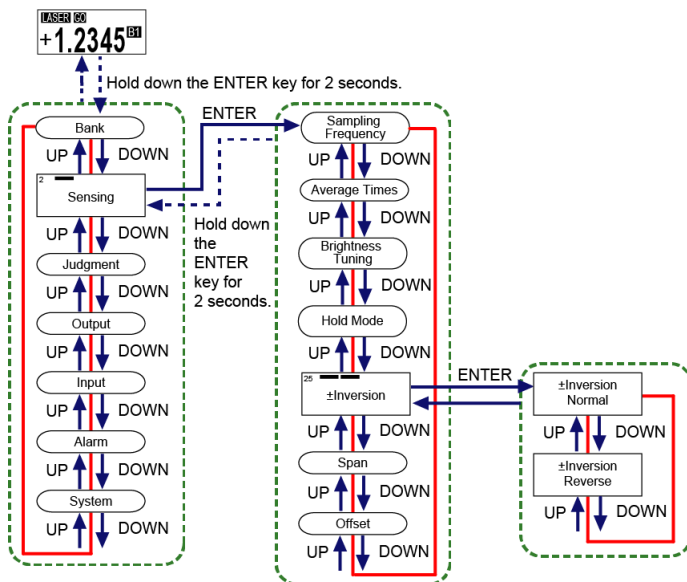 LASER GO
+1.2345 B1
Hold down the ENTER key for 2 seconds.
Bank
UP
DOWN
2
Sensing
UP
DOWN
Judgment
UP
DOWN
Output
UP
DOWN
Input
UP
DOWN
Alarm
UP
DOWN
System
UP
DOWN
ENTER
Hold down
the
ENTER
key for
2 seconds.
Sampling
Frequency
UP
DOWN
Average Times
UP
DOWN
Brightness
Tuning
UP
DOWN
Hold Mode
UP
DOWN
25
±Inversion
UP
DOWN
Span
UP
DOWN
Offset
UP
DOWN
ENTER
±Inversion
Normal
UP
DOWN
±Inversion
Reverse
UP
DOWN